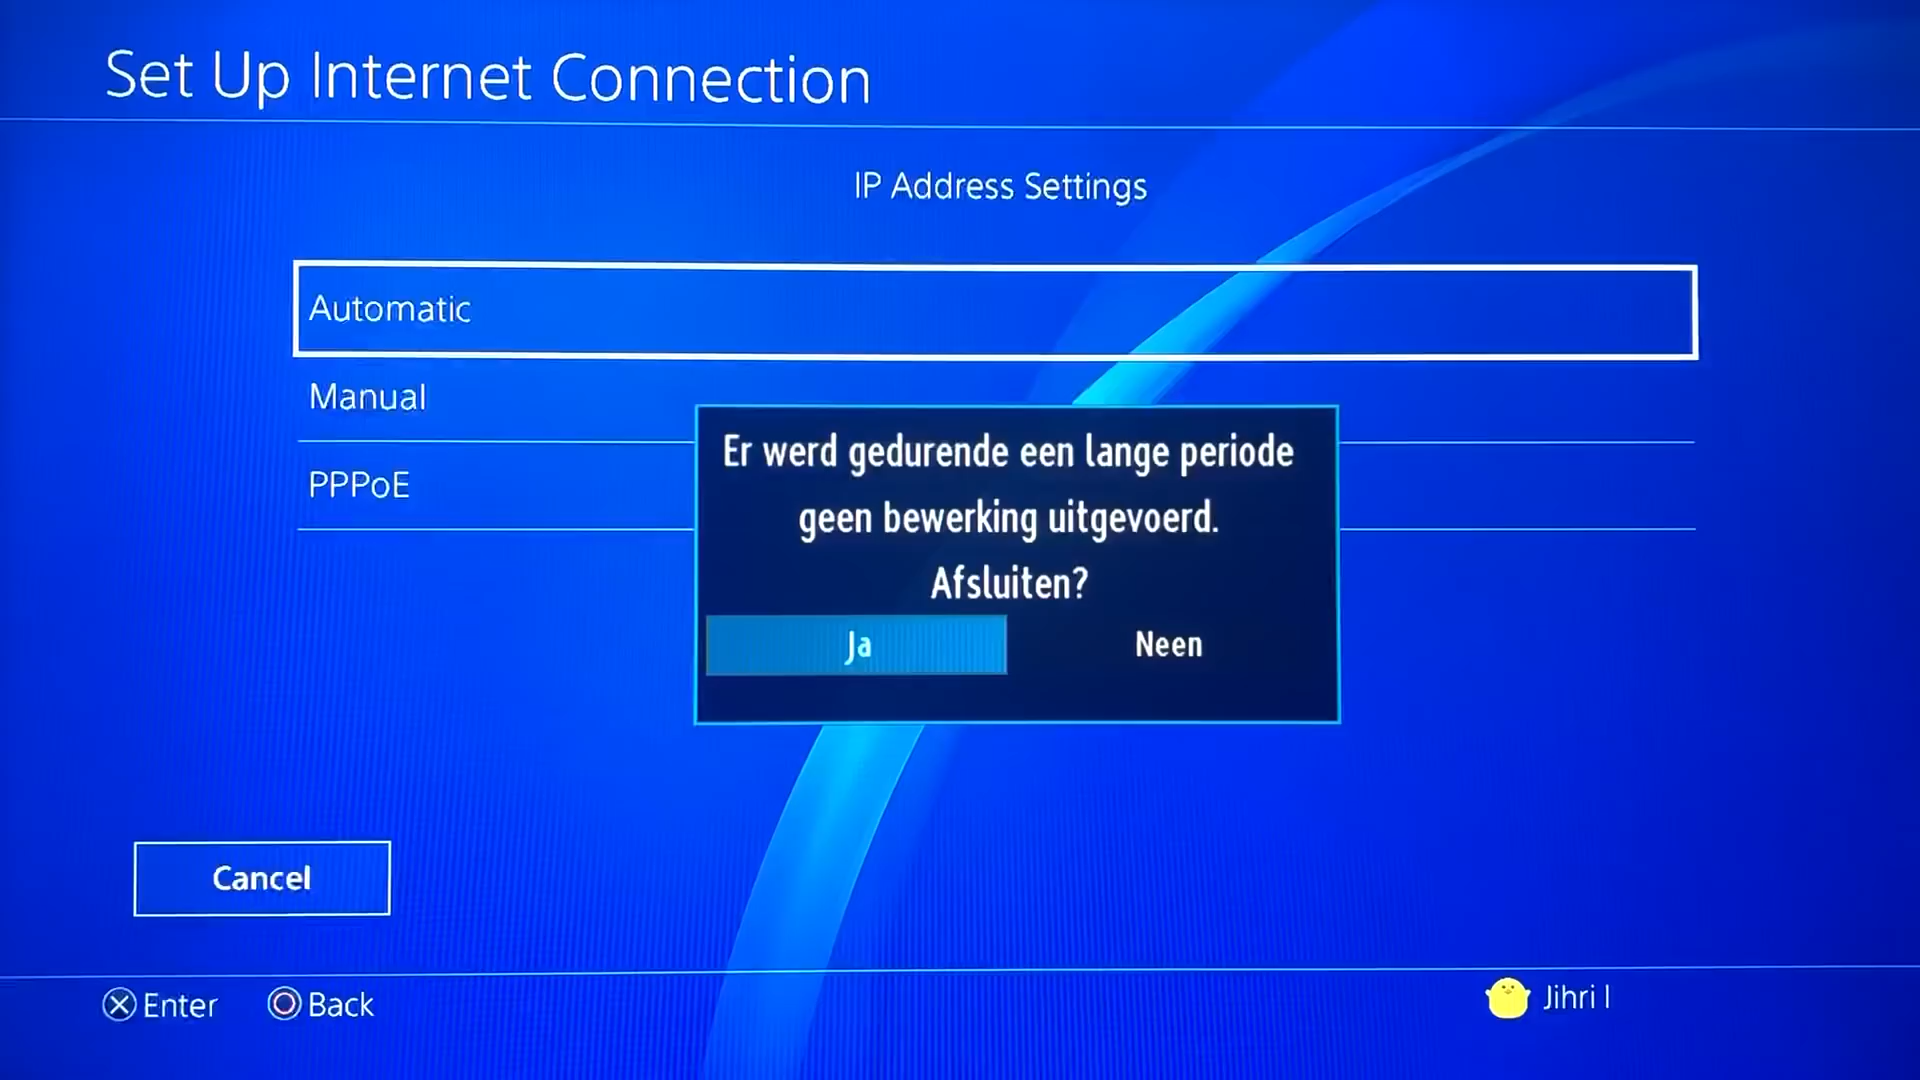 Set Up Internet Connection
IP Address Settings
Automatic
Manual
PPPoE
Er werd gedurende een lange periode
geen bewerking uitgevoerd.
Afsluiten?
Ja
Neen
Cancel
Enter
Back
Jihri l